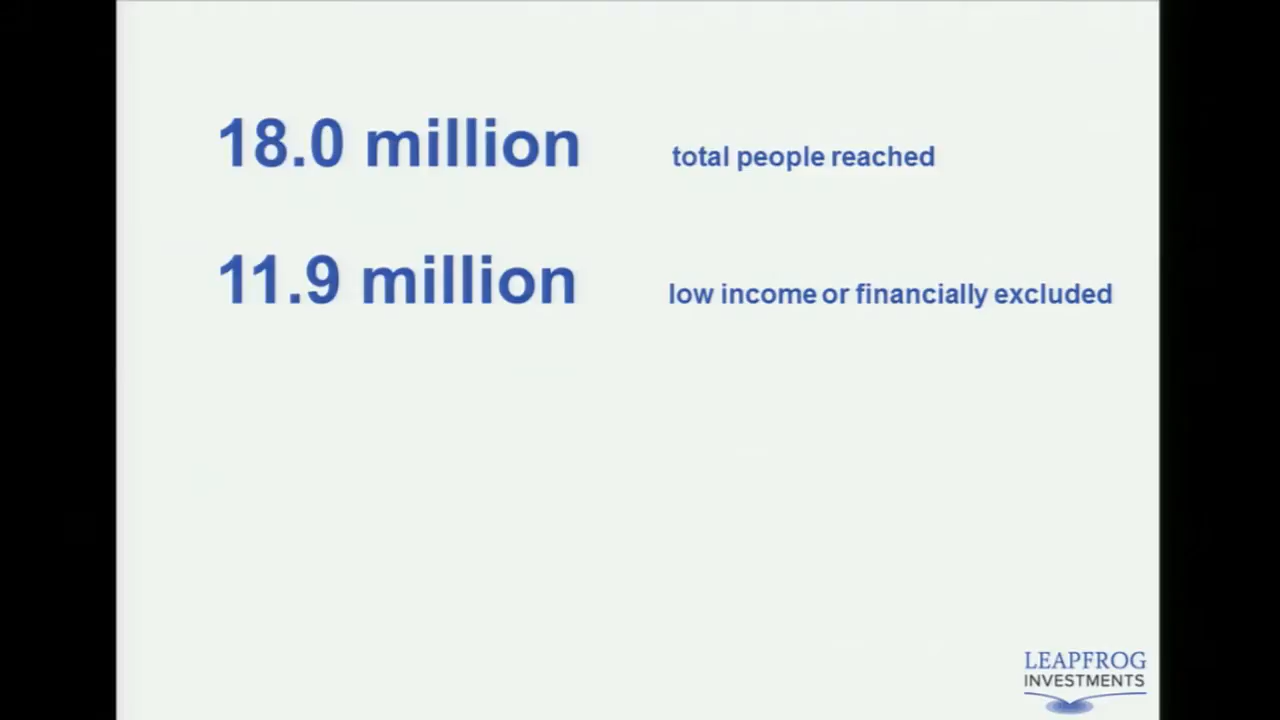 18.0 million total people reached
11.9 million low income or financially excluded
LEAPFROG
INVESTMENTS